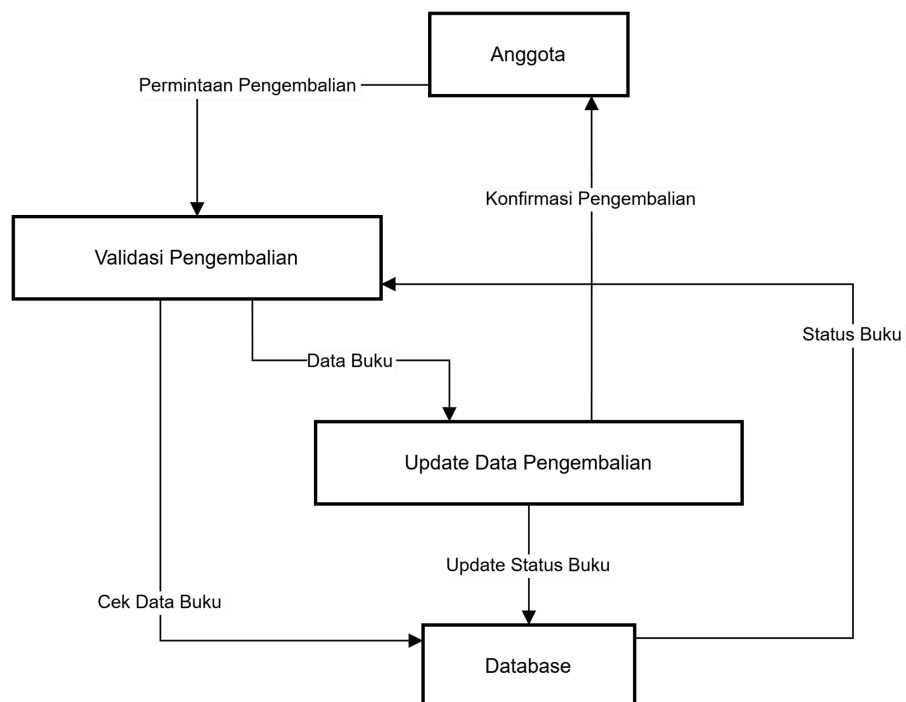 Anggota
Permintaan Pengembalian
Konfirmasi Pengembalian
Validasi Pengembalian
Status Buku
Data Buku
Update Data Pengembalian
Update Status Buku
Cek Data Buku
Database